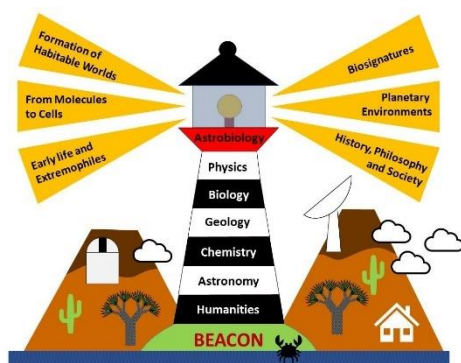 Formation of
Habitable Worlds
From Molecules
to Cells
Early life and
Extremophiles
Biosignatures
Planetary
Environments
History, Philosophy
and Society
Astrobiology
Physics
Biology
Geology
Chemistry
Astronomy
Humanities
BEACON